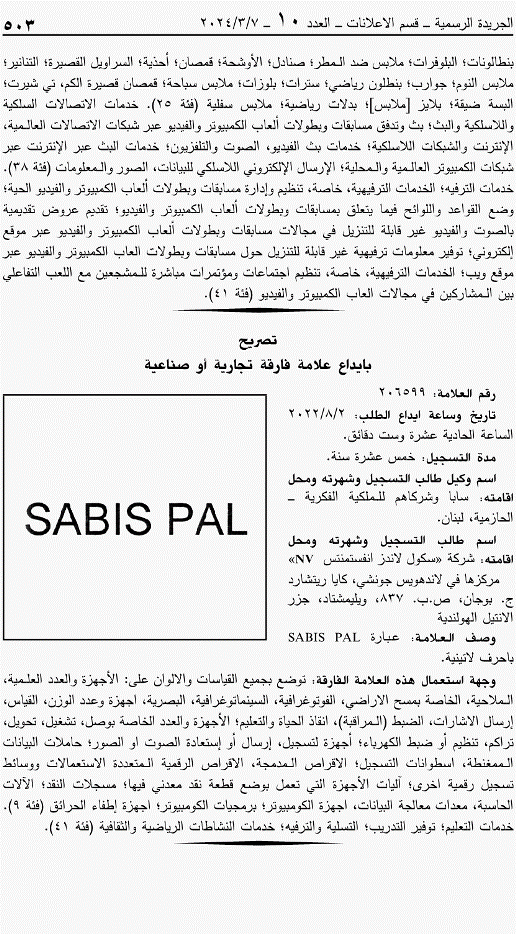 الجريدة الرسمية ــ قسم الاعلانات ــ العدد ١٠ ــ ٢٠٢٤/٣/٧
٥٠٣
بنطالونات؛ البلوفرات؛ ملابس ضد المطر؛ صنادل؛ الأوشحة؛ قمصان؛ أحذية؛ السراويل القصيرة؛ التنانير؛
ملابس النوم؛ جوارب؛ بنطلون رياضي؛ سترات؛ بلوزات؛ ملابس سباحة؛ قمصان قصيرة الكم، تي شيرت؛
البسة ضيقة؛ بلايز [ملابس]؛ بدلات رياضية؛ ملابس سفلية (فئة ٢٥). خدمات الاتصالات السلكية
واللاسلكية والبث؛ بث وتدفق مسابقات وبطولات ألعاب الكمبيوتر والفيديو عبر شبكات الاتصالات العالمية،
الإنترنت والشبكات اللاسلكية؛ خدمات بث الفيديو، الصوت والتلفزيون؛ خدمات البث عبر الإنترنت عبر
شبكات الكمبيوتر العالمية والمحلية؛ الإرسال الإلكتروني اللاسلكي للبيانات، الصور والمعلومات (فئة ٣٨).
خدمات الترفيه؛ الخدمات الترفيهية، خاصة، تنظيم وإدارة مسابقات وبطولات ألعاب الكمبيوتر والفيديو الحية؛
وضع القواعد واللوائح فيما يتعلق بمسابقات وبطولات ألعاب الكمبيوتر والفيديو؛ تقديم عروض تقديمية
بالصوت والفيديو غير قابلة للتنزيل في مجالات مسابقات وبطولات ألعاب الكمبيوتر والفيديو عبر موقع
إلكتروني؛ توفير معلومات ترفيهية غير قابلة للتنزيل حول مسابقات وبطولات ألعاب الكمبيوتر والفيديو عبر
موقع ويب؛ الخدمات الترفيهية، خاصة، تنظيم اجتماعات ومؤتمرات مباشرة للمشجعين مع اللعب التفاعلي
بين المشاركين في مجالات العاب الكمبيوتر والفيديو (فئة ٤١).
تصريح
بايداع علامة فارقة تجارية أو صناعية
رقم العلامة: ٢٠٦٥٩٩
تاريخ وساعة ايداع الطلب: ٢٠٢٢/٨/٢
الساعة الحادية عشرة وست دقائق.
مدة التسجيل: خمس عشرة سنة.
اسم وكيل طالب التسجيل وشهرته ومحل
اقامته: سابا وشركاهم للملكية الفكرية ــ
الحازمية، لبنان.
اسم طالب التسجيل وشهرته ومحل
اقامته: شركة «سكول لاندز انفستمنتس NV»
مركزها في لاندهويس جونشي، كايا ريتشارد
ج. بوجان، ص.ب. ٨٣٧، ويليمشتاد، جزر
الانتيل الهولندية
وصف العلامة: عبارة SABIS PAL
باحرف لاتينية.
SABIS PAL
وجهة استعمال هذه العلامة الفارقة: توضع بجميع القياسات والالوان على: الأجهزة والعدد العلمية،
الملاحية، الخاصة بمسح الاراضي، الفوتوغرافية، السينماتوغرافية، البصرية، اجهزة وعدد الوزن، القياس،
إرسال الاشارات، الضبط (المراقبة)، انقاذ الحياة والتعليم؛ الأجهزة والعدد الخاصة بوصل، تشغيل، تحويل،
تراكم، تنظيم أو ضبط الكهرباء؛ أجهزة لتسجيل، إرسال أو إستعادة الصوت او الصور؛ حاملات البيانات
الممغنطة، اسطوانات التسجيل؛ الاقراص المدمجة، الاقراص الرقمية المتعددة الاستعمالات ووسائط
تسجيل رقمية اخرى؛ آليات الأجهزة التي تعمل بوضع قطعة نقد معدني فيها؛ مسجلات النقد؛ الآلات
الحاسبة، معدات معالجة البيانات، اجهزة الكومبيوتر؛ برمجيات الكومبيوتر؛ اجهزة إطفاء الحرائق (فئة ٩).
خدمات التعليم؛ توفير التدريب؛ التسلية والترفيه؛ خدمات النشاطات الرياضية والثقافية (فئة ٤١).